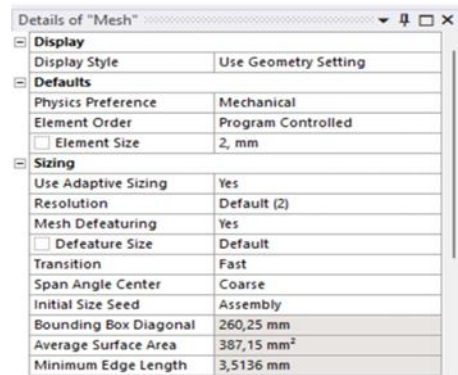 Details of "Mesh"
Display
Display Style Use Geometry Setting
Defaults
Physics Preference Mechanical
Element Order Program Controlled
Element Size 2, mm
Sizing
Use Adaptive Sizing Yes
Resolution Default (2)
Mesh Defeaturing Yes
Defeature Size Default
Transition Fast
Span Angle Center Coarse
Initial Size Seed Assembly
Bounding Box Diagonal 260,25 mm
Average Surface Area 387,15 mm²
Minimum Edge Length 3,5136 mm